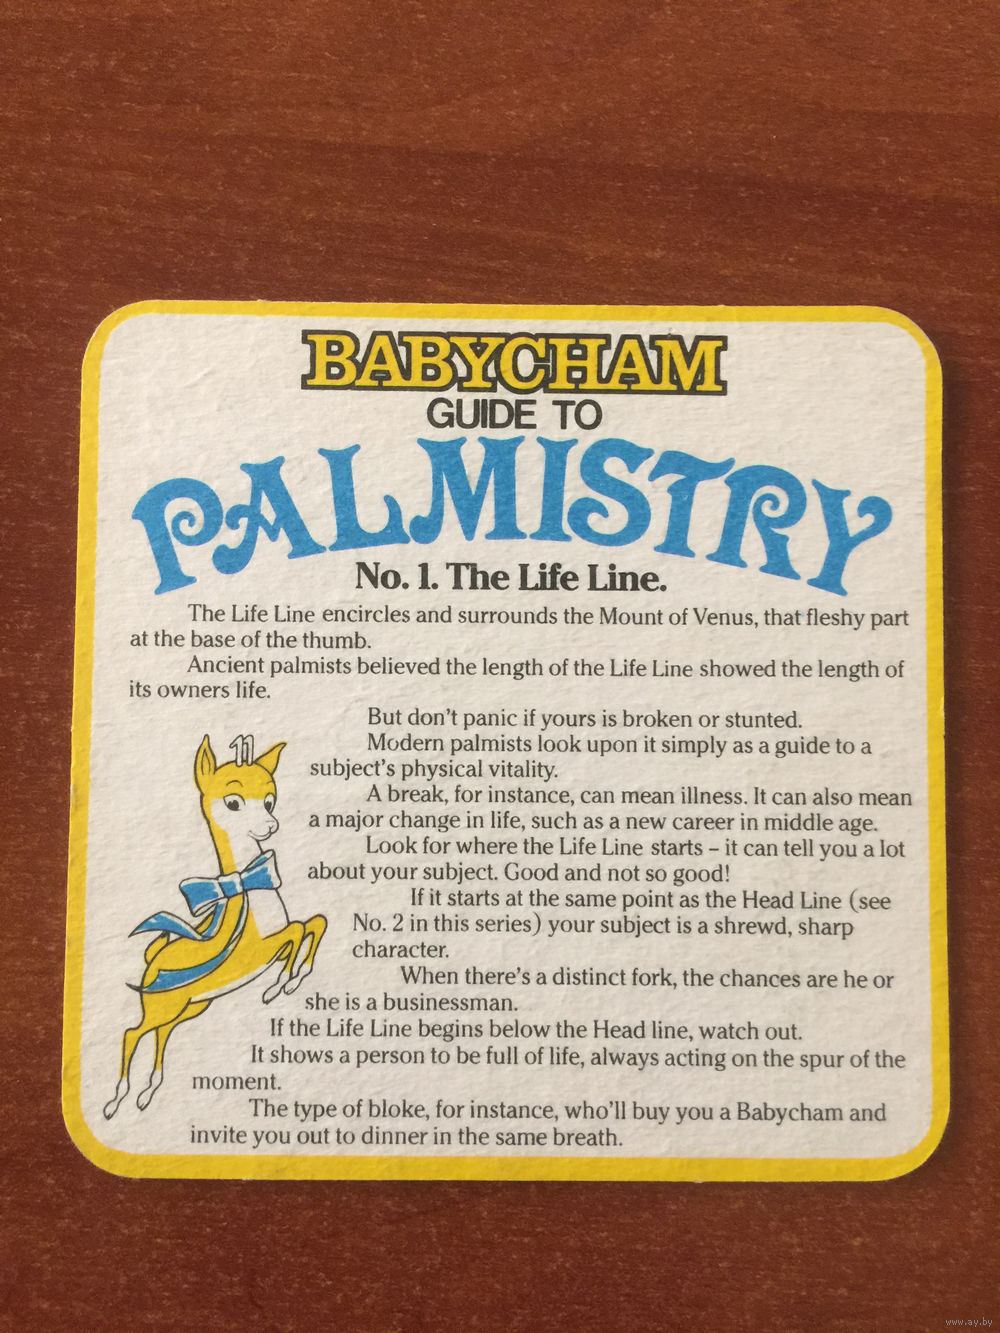 BABYCHAM
GUIDE TO
PALMISTRY
No. 1. The Life Line.
The Life Line encircles and surrounds the Mount of Venus, that fleshy part
at the base of the thumb.
Ancient palmists believed the length of the Life Line showed the length of
its owners life.
But don't panic if yours is broken or stunted.
Modern palmists look upon it simply as a guide to a
subject's physical vitality.
A break, for instance, can mean illness. It can also mean
a major change in life, such as a new career in middle age.
Look for where the Life Line starts – it can tell you a lot
about your subject. Good and not so good!
If it starts at the same point as the Head Line (see
No. 2 in this series) your subject is a shrewd, sharp
character.
When there's a distinct fork, the chances are he or
she is a businessman.
If the Life Line begins below the Head line, watch out.
It shows a person to be full of life, always acting on the spur of the
moment.
The type of bloke, for instance, who'll buy you a Babycham and
invite you out to dinner in the same breath.
www.ay.by